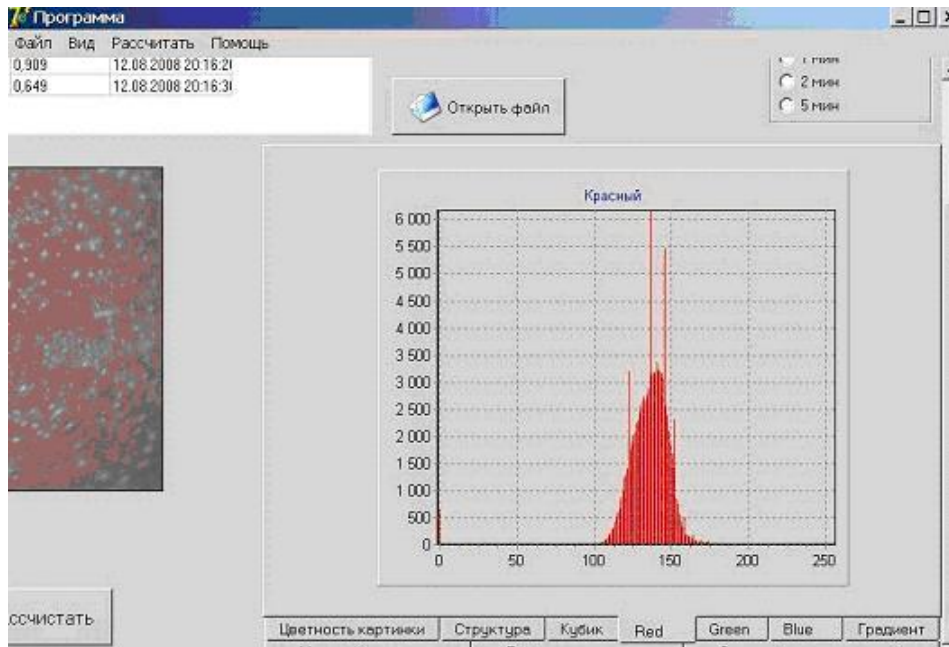 Программа
Файл Вид Рассчитать Помощь
0,909 12.08.2008 20:16:2
0,649 12.08.2008 20:16:3
1 мин
2 мин
5 мин
Открыть файл
Красный
6 000
5 500
5 000
4 500
4 000
3 500
3 000
2 500
2 000
1 500
1 000
500
0
0 50 100 150 200 250
ссчистать
Цветность картинки Структура Кубик Red Green Blue Градиент